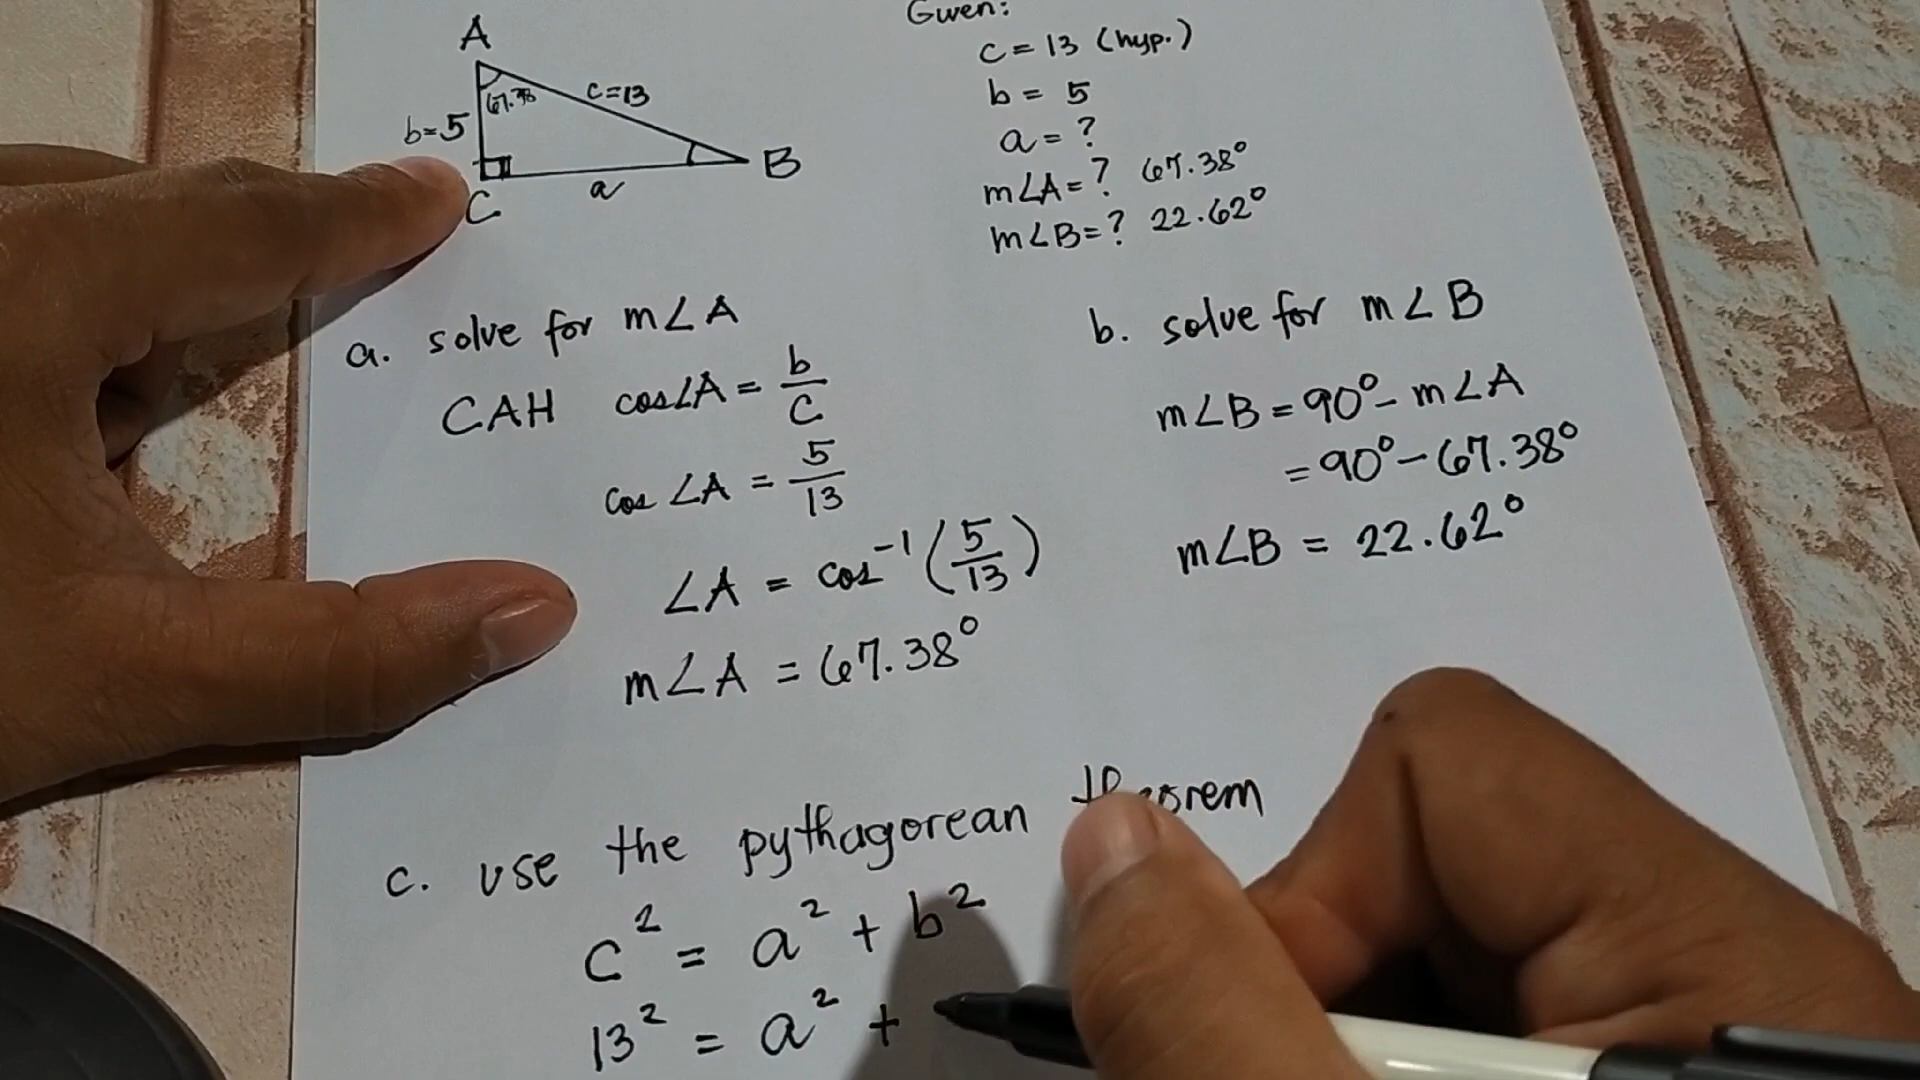 A
67.38
c=13
b=5
B
C
a
Given:
c = 13 (hyp.)
b = 5
a = ?
m∠A = ? 67.38°
m∠B = ? 22.62°
a. solve for m∠A
CAH cos∠A = b/c
cos ∠A = 5/13
∠A = cos⁻¹(5/13)
m∠A = 67.38°
b. solve for m∠B
m∠B = 90° - m∠A
= 90° - 67.38°
m∠B = 22.62°
c. use the pythagorean theorem
c² = a² + b²
13² = a² +